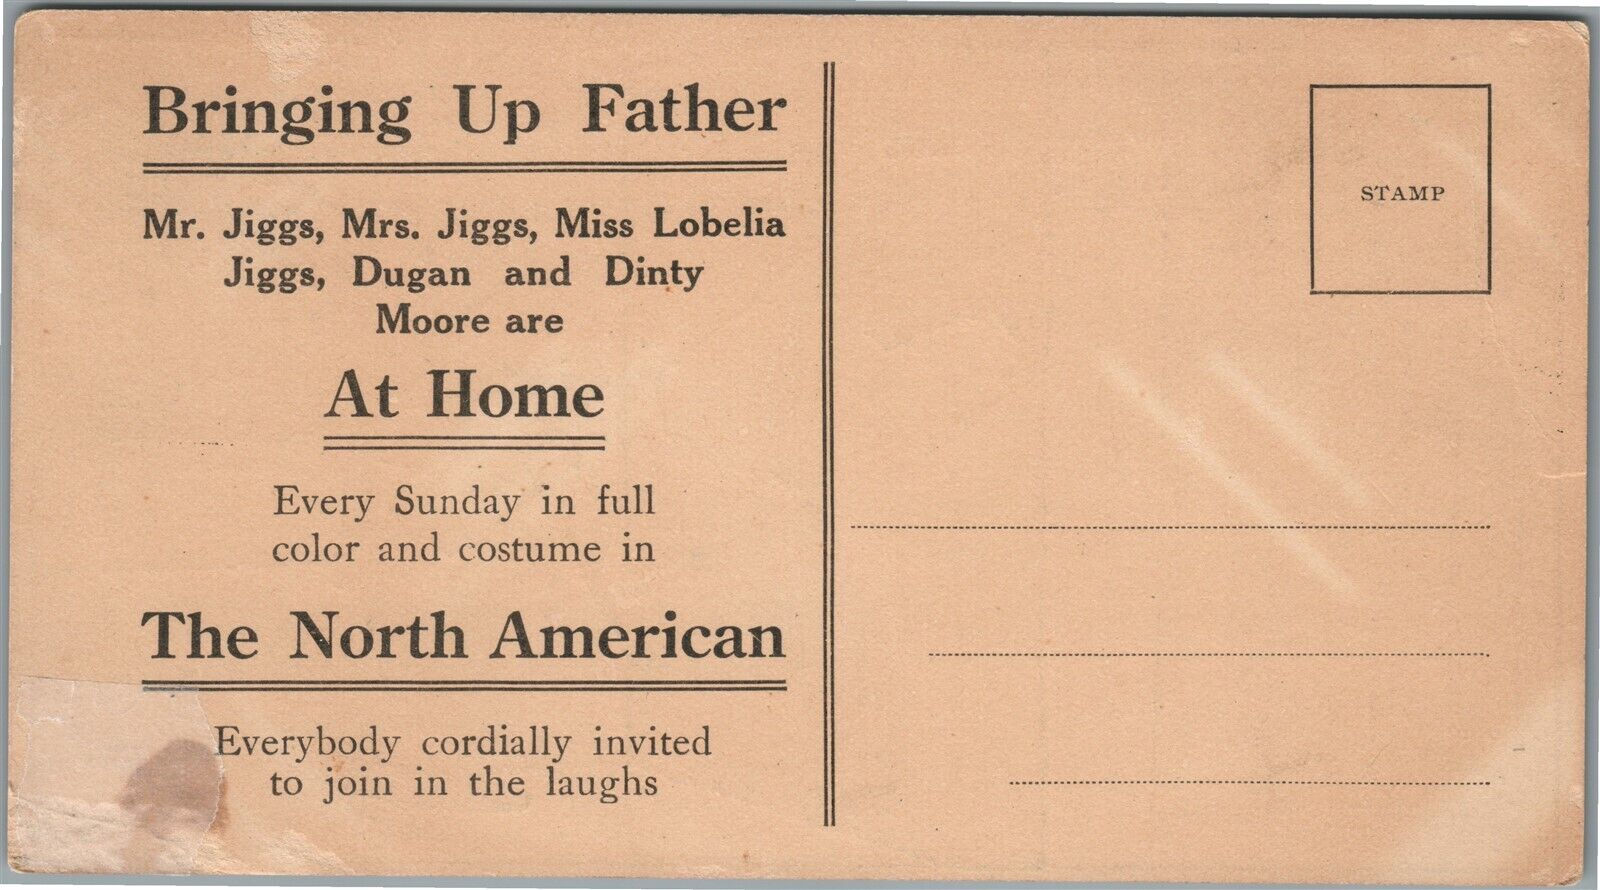 Bringing Up Father
Mr. Jiggs, Mrs. Jiggs, Miss Lobelia
Jiggs, Dugan and Dinty
Moore are
At Home
Every Sunday in full
color and costume in
The North American
Everybody cordially invited
to join in the laughs
STAMP